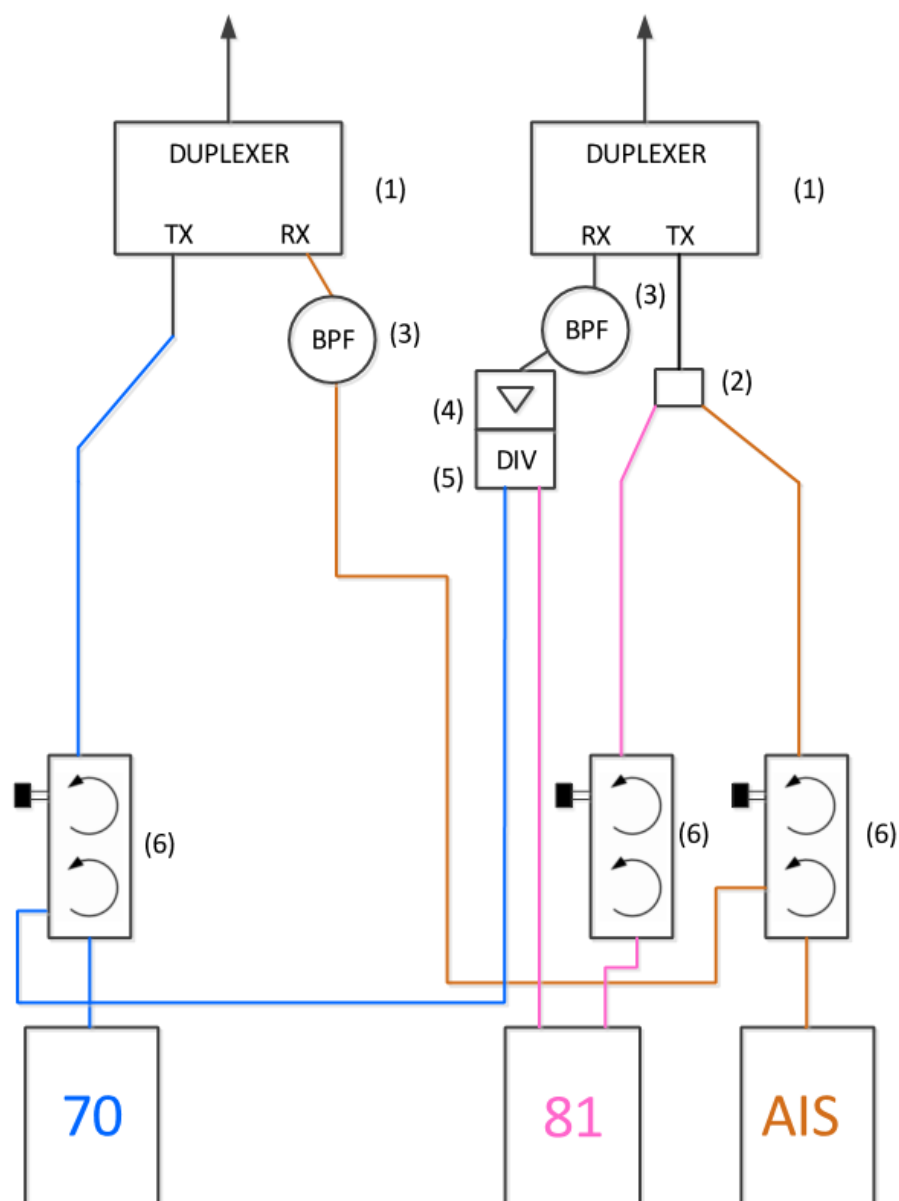 DUPLEXER
(1)
TX
RX
BPF
(3)
DUPLEXER
(1)
RX
TX
(3)
BPF
(2)
(4)
DIV
(5)
(6)
(6)
(6)
70
81
AIS